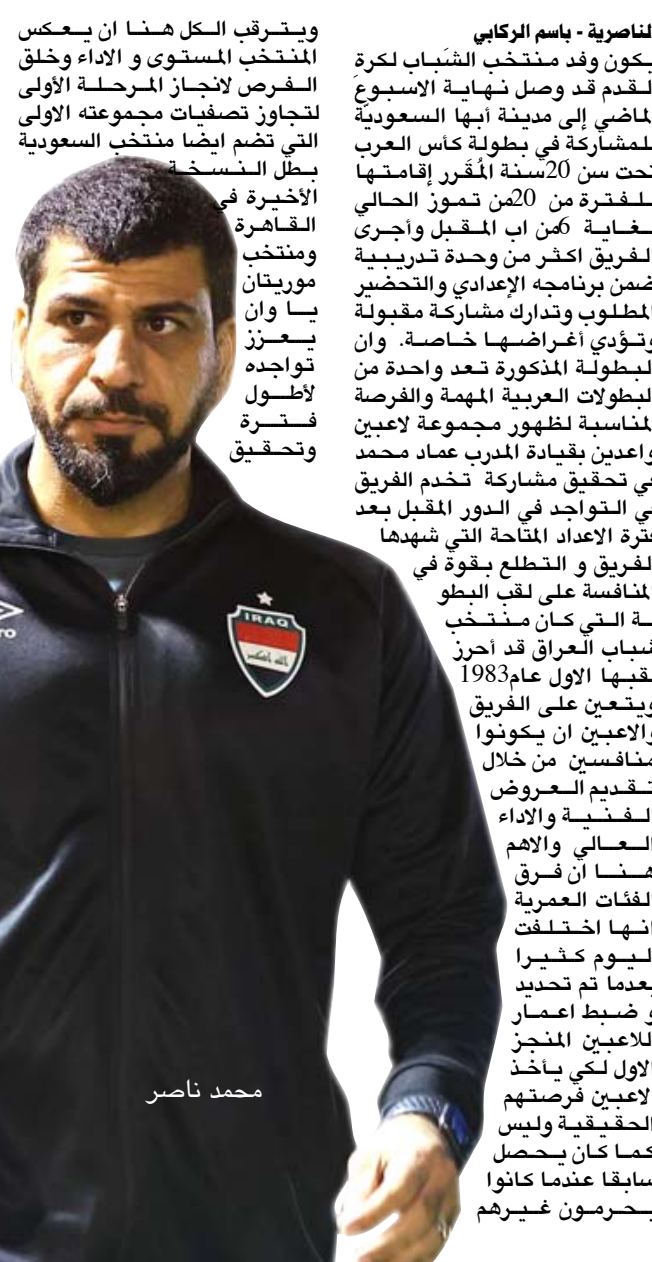 الناصرية - باسم الركابي
يكون وفد منتخب الشَباب لكرة
القدم قد وصل نهاية الاسبوعَ
الماضي إلى مدينة أبها السعوديَة
للمشاركة في بطولة كأس العرب
تحت سن 20سنة المُقَرر إقامتها
للفترة من 20من تموز الحالي
لغاية 6من اب المقبل وأجرى
الفريق اكثر من وحدة تدريبية
ضمن برنامجه الإعدادي والتحضير
المطلوب وتدارك مشاركة مقبولة
وتؤدي أغراضها خاصة. وان
البطولة المذكورة تعد واحدة من
البطولات العربية المهمة والفرصة
المناسبة لظهور مجموعة لاعبين
واعدين بقيادة المدرب عماد محمد
في تحقيق مشاركة تخدم الفريق
في التواجد في الدور المقبل بعد
فترة الاعداد المتاحة التي شهدها
الفريق و التطلع بقوة في
المنافسة على لقب البطو
لة التي كان منتخب
شباب العراق قد أحرز
لقبها الاول عام1983
ويتعين على الفريق
والاعبين ان يكونوا
منافسين من خلال
تقديم العروض
الفنية والاداء
العالي والاهم
هنا ان فرق
الفئات العمرية
انها اختلفت
اليوم كثيرا
بعدما تم تحديد
و ضبط اعمار
للاعبين المنجز
الاول لكي يأخذ
لاعبين فرصتهم
الحقيقية وليس
كما كان يحصل
سابقا عندما كانوا
يحرمون غيرهم
ويترقب الكل هنا ان يعكس
المنتخب المستوى و الاداء وخلق
الفرص لانجاز المرحلة الأولى
لتجاوز تصفيات مجموعته الاولى
التي تضم ايضا منتخب السعودية
بطل النسخة
الأخيرة في
القاهرة
ومنتخب
موريتان
يا وان
يعزز
تواجده
لأطول
فترة
وتحقيق
IRAQ
الله اكبر
محمد ناصر